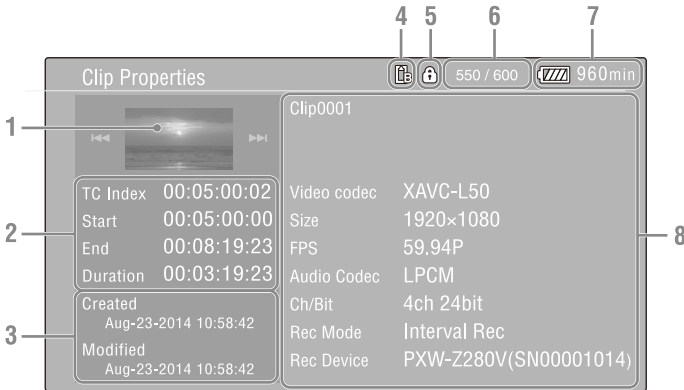 4 5 6 7
Clip Properties B 550 / 600 960min
1
Clip0001
2
TC Index 00:05:00:02
Start 00:05:00:00
End 00:08:19:23
Duration 00:03:19:23
3
Created
Aug-23-2014 10:58:42
Modified
Aug-23-2014 10:58:42
Video codec XAVC-L50
Size 1920×1080
FPS 59.94P
Audio Codec LPCM
Ch/Bit 4ch 24bit
Rec Mode Interval Rec
Rec Device PXW-Z280V(SN00001014)
8